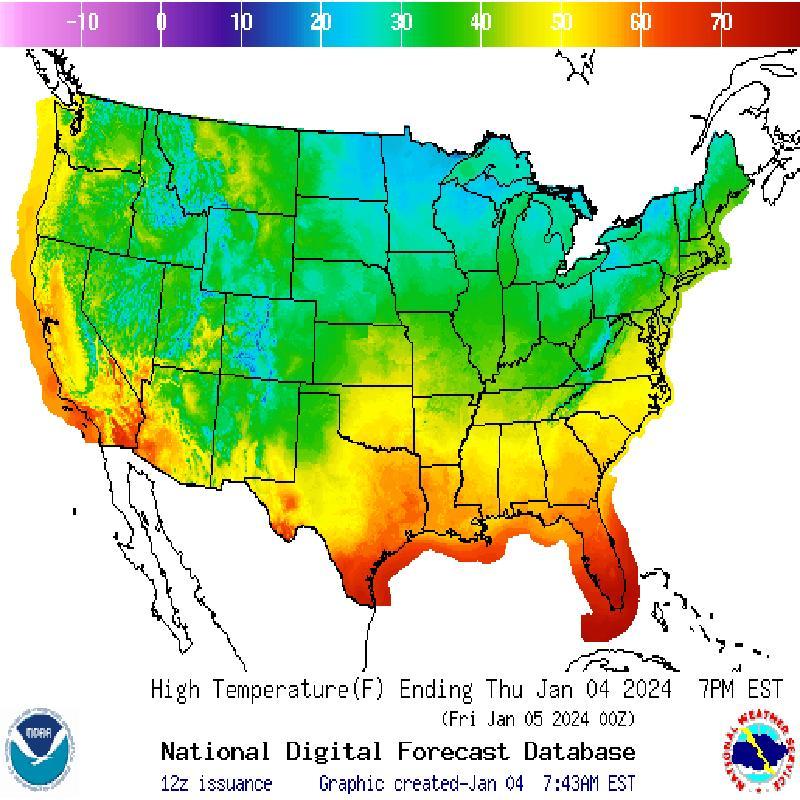 -10 0 10 20 30 40 50 60 70
High Temperature(F) Ending Thu Jan 04 2024 7PM EST
(Fri Jan 05 2024 00Z)
NOAA
National Digital Forecast Database
12z issuance Graphic created-Jan 04 7:43AM EST
NATIONAL WEATHER SERVICE